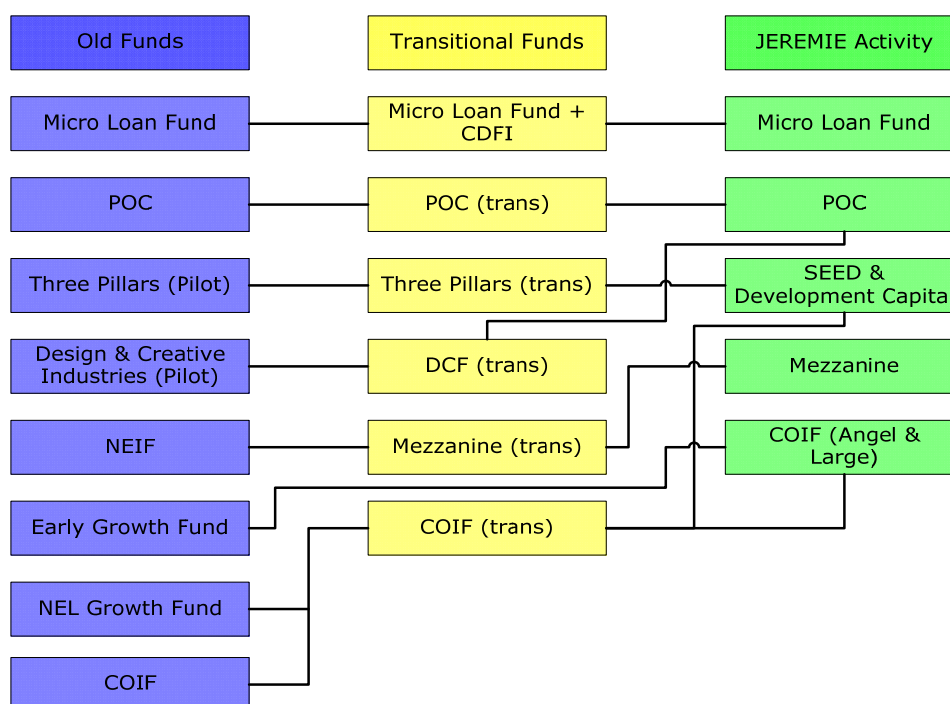 Old Funds
Transitional Funds
JEREMIE Activity
Micro Loan Fund
Micro Loan Fund +
CDFI
Micro Loan Fund
POC
POC (trans)
POC
Three Pillars (Pilot)
Three Pillars (trans)
SEED &
Development Capita
Design & Creative
Industries (Pilot)
DCF (trans)
Mezzanine
NEIF
Mezzanine (trans)
COIF (Angel &
Large)
Early Growth Fund
COIF (trans)
NEL Growth Fund
COIF